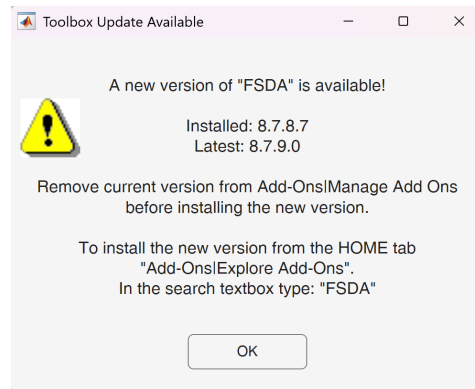 Toolbox Update Available
A new version of "FSDA" is available!
Installed: 8.7.8.7
Latest: 8.7.9.0
Remove current version from Add-Ons|Manage Add Ons
before installing the new version.
To install the new version from the HOME tab
"Add-Ons|Explore Add-Ons".
In the search textbox type: "FSDA"
OK